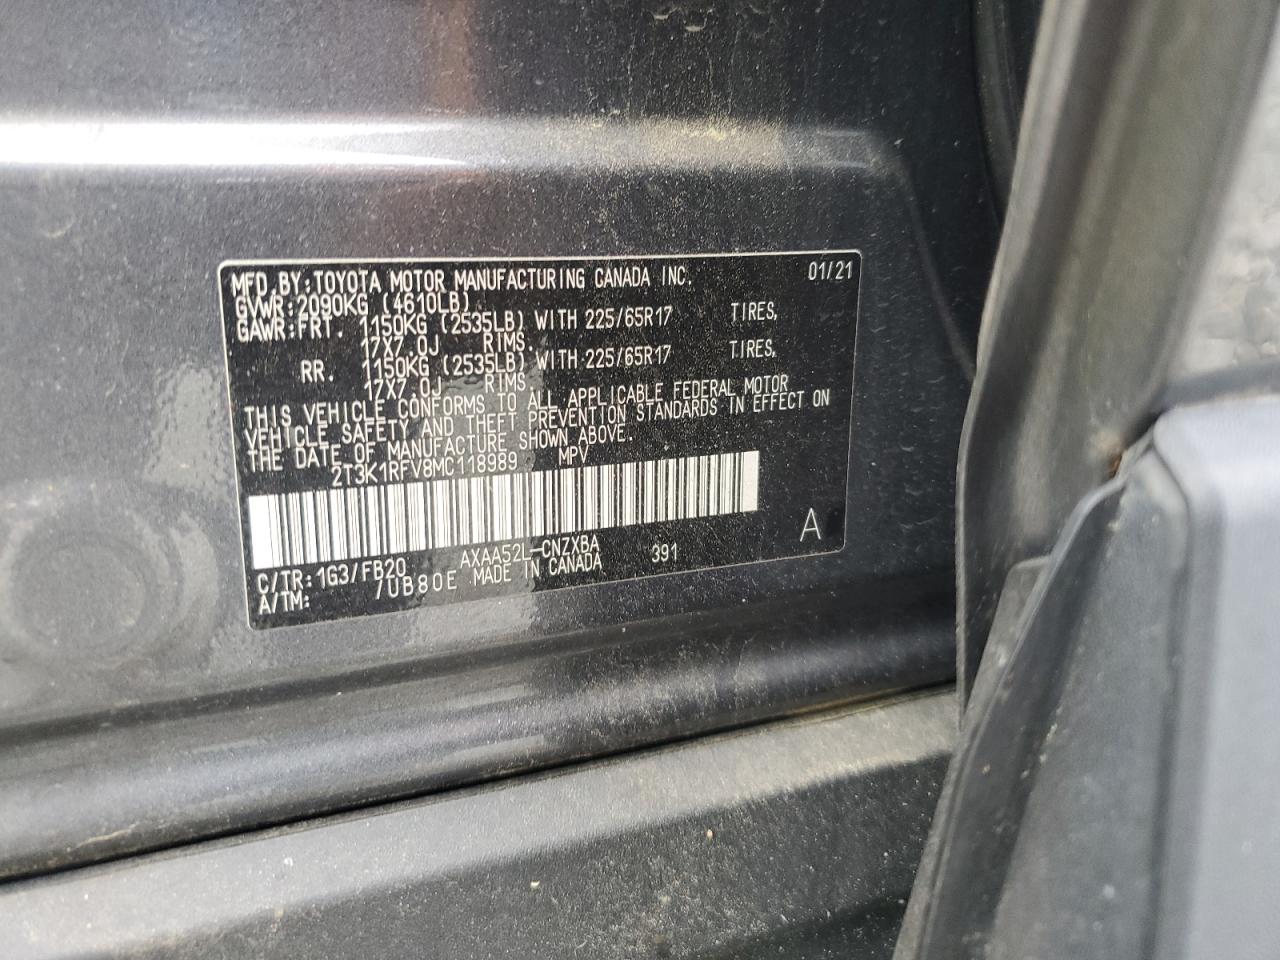 MFD.BY:TOYOTA MOTOR MANUFACTURING CANADA INC. 01/21
GVWR:2090KG (4610LB)
GAWR:FRT. 1150KG (2535LB) WITH 225/65R17 TIRES,
17X7.0J RIMS.
RR. 1150KG (2535LB) WITH 225/65R17 TIRES,
17X7.0J RIMS.
THIS VEHICLE CONFORMS TO ALL APPLICABLE FEDERAL MOTOR
VEHICLE SAFETY AND THEFT PREVENTION STANDARDS IN EFFECT ON
THE DATE OF MANUFACTURE SHOWN ABOVE.
2T3K1RFV8MC118989 MPV
A
C/TR:1G3/FB20 AXAA52L-CNZXBA 391
A/TM: /UB80E MADE IN CANADA